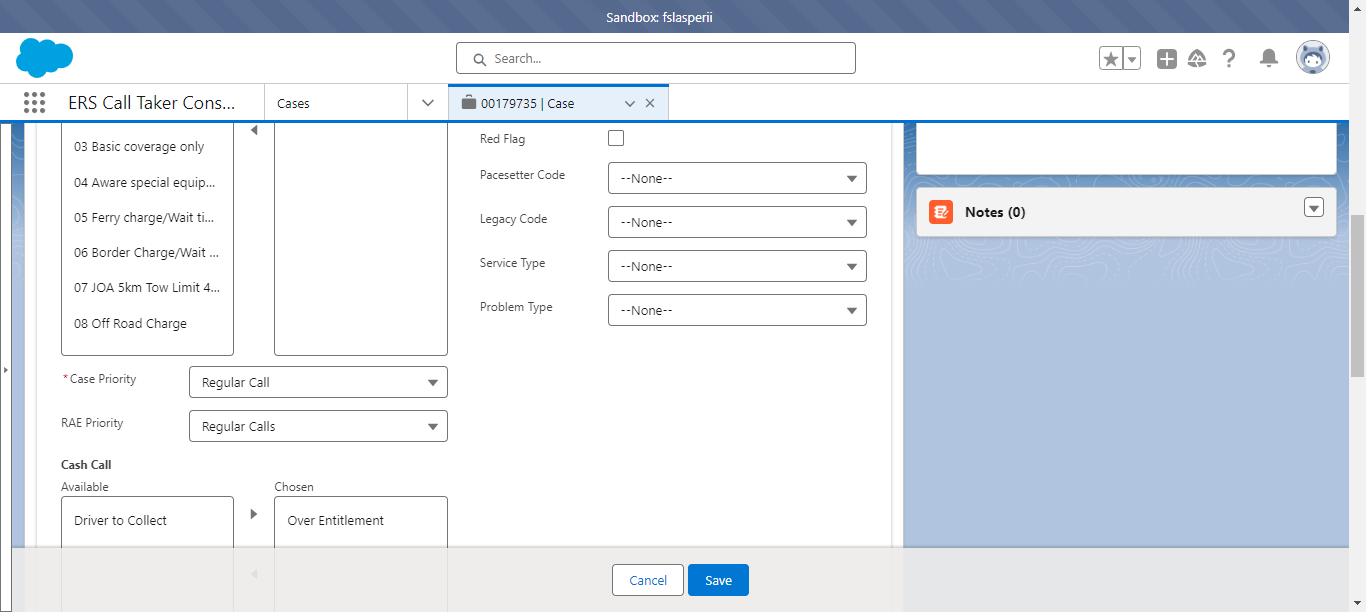 Sandbox: fslasperii
Search...
ERS Call Taker Cons...
Cases
00179735 | Case
03 Basic coverage only
04 Aware special equip...
05 Ferry charge/Wait ti...
06 Border Charge/Wait ...
07 JOA 5km Tow Limit 4...
08 Off Road Charge
Red Flag
Pacesetter Code
--None--
Legacy Code
--None--
Service Type
--None--
Problem Type
--None--
*Case Priority
Regular Call
RAE Priority
Regular Calls
Cash Call
Available
Chosen
Driver to Collect
Over Entitlement
Notes (0)
Cancel
Save